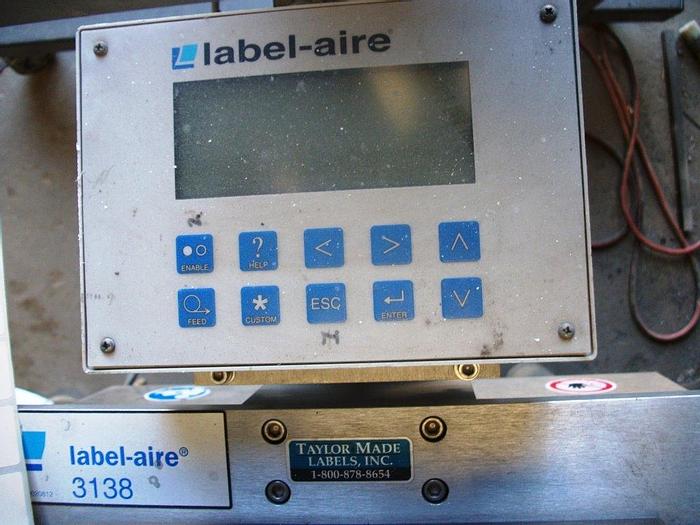 label-aire
ENABLE
? HELP
< > ∧
FEED
* CUSTOM
ESC
ENTER
∨
label-aire®
3138
TAYLOR MADE
LABELS, INC.
1-800-878-8654